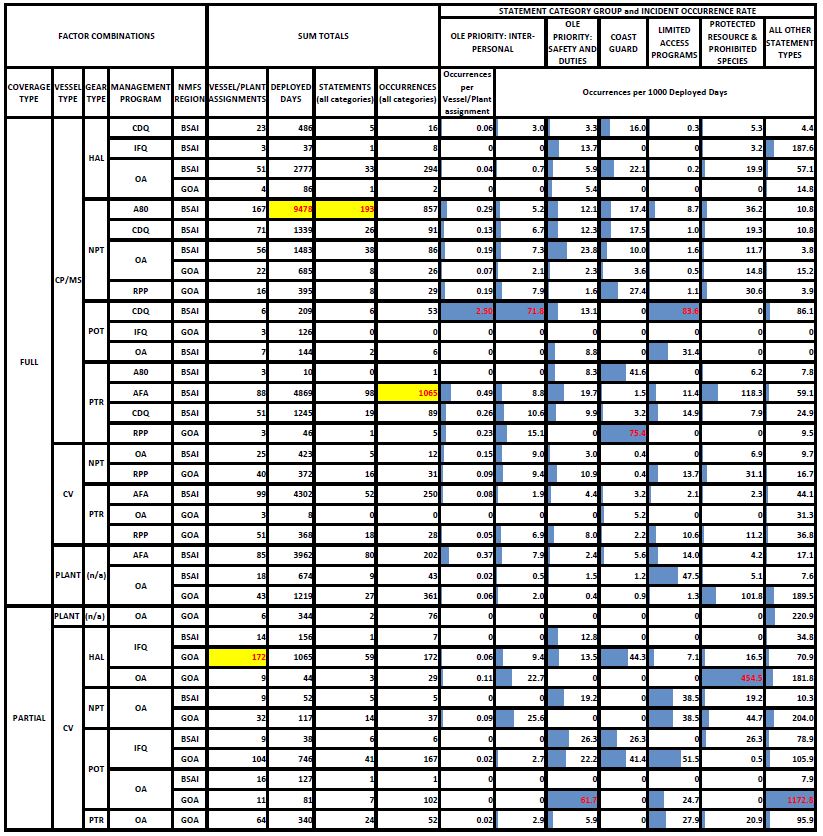 STATEMENT CATEGORY GROUP and INCIDENT OCCURRENCE RATE
FACTOR COMBINATIONS SUM TOTALS OLE PRIORITY: INTER-PERSONAL OLE PRIORITY: SAFETY AND DUTIES COAST GUARD LIMITED ACCESS PROGRAMS PROTECTED RESOURCE & PROHIBITED SPECIES ALL OTHER STATEMENT TYPES
COVERAGE TYPE VESSEL TYPE GEAR TYPE MANAGEMENT PROGRAM NMFS REGION VESSEL/PLANT ASSIGNMENTS DEPLOYED DAYS STATEMENTS (all categories) OCCURRENCES (all categories) Occurrences per Vessel/Plant assignment Occurrences per 1000 Deployed Days
FULL CP/MS HAL CDQ BSAI 23 486 5 16 0.06 3.0 3.3 16.0 0.3 5.3 4.4
IFQ BSAI 3 37 1 8 0 0 13.7 0 0 3.2 187.6
OA BSAI 51 2777 33 294 0.04 0.7 5.9 22.1 0.2 19.9 57.1
GOA 4 86 1 2 0 0 5.4 0 0 0 14.8
NPT A80 BSAI 167 9478 193 857 0.29 5.2 12.1 17.4 8.7 36.2 10.8
CDQ BSAI 71 1339 26 91 0.13 6.7 12.3 17.5 1.0 19.3 10.8
OA BSAI 56 1483 38 86 0.19 7.3 23.8 10.0 1.6 11.7 3.8
GOA 22 685 8 26 0.07 2.1 2.3 3.6 0.5 14.8 15.2
RPP GOA 16 395 8 29 0.19 7.9 1.6 27.4 1.1 30.6 3.9
POT CDQ BSAI 6 209 6 53 2.50 71.8 13.1 0 83.6 0 86.1
IFQ GOA 3 126 0 0 0 0 0 0 0 0 0
OA BSAI 7 144 2 6 0 0 8.8 0 31.4 0 0
PTR A80 BSAI 3 10 0 1 0 0 8.3 41.6 0 6.2 7.8
AFA BSAI 88 4869 98 1065 0.49 8.8 19.7 1.5 11.4 118.3 59.1
CDQ BSAI 51 1245 19 89 0.26 10.6 9.9 3.2 14.9 7.9 24.9
RPP GOA 3 46 1 5 0.23 15.1 0 75.4 0 0 9.5
CV NPT OA BSAI 25 423 5 12 0.15 9.0 3.0 0.4 0 6.9 9.7
RPP GOA 40 372 16 31 0.09 9.4 10.9 0.4 13.7 31.1 16.7
PTR AFA BSAI 99 4302 52 250 0.08 1.9 4.4 3.2 2.1 2.3 44.1
OA GOA 3 8 0 0 0 0 0 5.2 0 0 31.3
RPP GOA 51 368 18 28 0.05 6.9 8.0 2.2 10.6 11.2 36.8
PLANT (n/a) AFA BSAI 85 3962 80 202 0.37 7.9 2.4 5.6 14.0 4.2 17.1
OA BSAI 18 674 9 43 0.02 0.5 1.5 1.2 47.5 5.1 7.6
GOA 43 1219 27 361 0.06 2.0 0.4 0.9 1.3 101.8 189.5
PARTIAL PLANT (n/a) OA GOA 6 344 2 76 0 0 0 0 0 0 220.9
CV HAL IFQ BSAI 14 156 1 7 0 0 12.8 0 0 0 34.8
GOA 172 1065 59 172 0.06 9.4 13.5 44.3 7.1 16.5 70.9
OA GOA 9 44 3 29 0.11 22.7 0 0 0 454.5 181.8
NPT OA BSAI 9 52 5 5 0 0 19.2 0 38.5 19.2 10.3
GOA 32 117 14 37 0.09 25.6 0 0 38.5 44.7 204.0
POT IFQ BSAI 9 38 6 6 0 0 26.3 26.3 0 26.3 78.9
GOA 104 746 41 167 0.02 2.7 22.2 41.4 51.5 0.5 105.9
OA BSAI 16 127 1 1 0 0 0 0 0 0 7.9
GOA 11 81 7 102 0 0 61.7 0 24.7 0 1172.8
PTR OA GOA 64 340 24 52 0.02 2.9 5.9 0 27.9 20.9 95.9